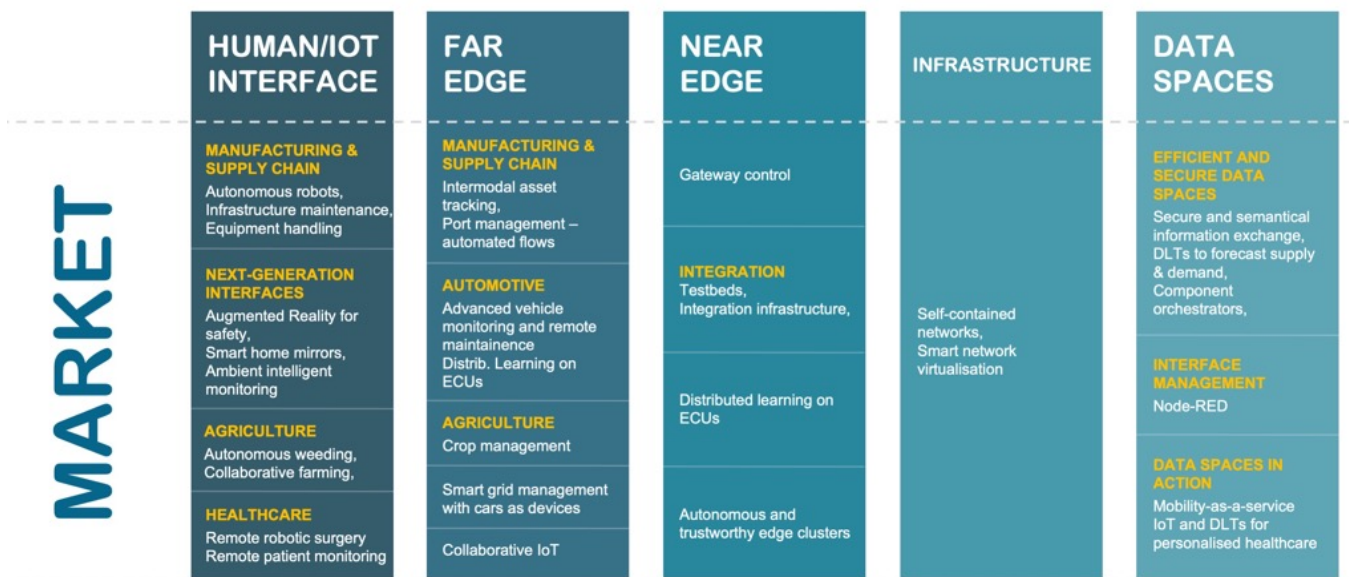 HUMAN/IOT
INTERFACE
FAR
EDGE
NEAR
EDGE
INFRASTRUCTURE
DATA
SPACES
MARKET
MANUFACTURING &
SUPPLY CHAIN
Autonomous robots,
Infrastructure maintenance,
Equipment handling
NEXT-GENERATION
INTERFACES
Augmented Reality for
safety,
Smart home mirrors,
Ambient intelligent
monitoring
AGRICULTURE
Autonomous weeding,
Collaborative farming,
HEALTHCARE
Remote robotic surgery
Remote patient monitoring
MANUFACTURING &
SUPPLY CHAIN
Intermodal asset
tracking,
Port management –
automated flows
AUTOMOTIVE
Advanced vehicle
monitoring and remote
maintainence
Distrib. Learning on
ECUs
AGRICULTURE
Crop management
Smart grid management
with cars as devices
Collaborative IoT
Gateway control
INTEGRATION
Testbeds,
Integration infrastructure,
Distributed learning on
ECUs
Autonomous and
trustworthy edge clusters
Self-contained
networks,
Smart network
virtualisation
EFFICIENT AND
SECURE DATA
SPACES
Secure and semantical
information exchange,
DLTs to forecast supply
& demand,
Component
orchestrators,
INTERFACE
MANAGEMENT
Node-RED
DATA SPACES IN
ACTION
Mobility-as-a-service
IoT and DLTs for
personalised healthcare